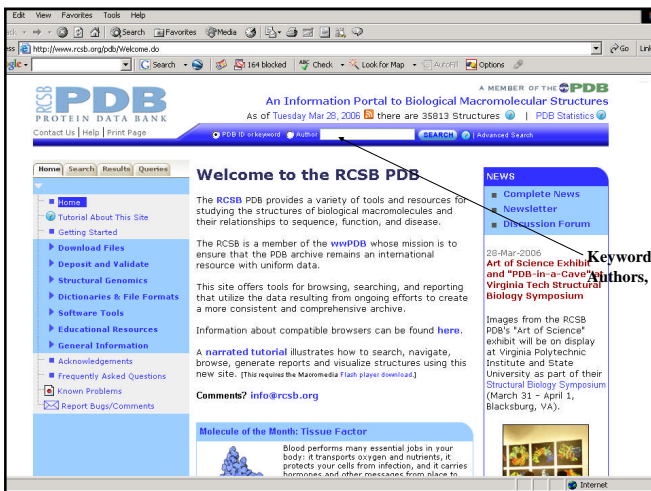 Edit View Favorites Tools Help
Search Favorites Media
http://www.rcsb.org/pdb/Welcome.do Go Link
Search 164 blocked Check Look for Map AutoFill Options
A MEMBER OF THE PDB
PDB
PROTEIN DATA BANK
An Information Portal to Biological Macromolecular Structures
As of Tuesday Mar 28, 2006 there are 35813 Structures | PDB Statistics
Contact Us | Help | Print Page
PDB ID or keyword Author SEARCH | Advanced Search
Home Search Results Queries
Home
Tutorial About This Site
Getting Started
Download Files
Deposit and Validate
Structural Genomics
Dictionaries & File Formats
Software Tools
Educational Resources
General Information
Acknowledgements
Frequently Asked Questions
Known Problems
Report Bugs/Comments
Welcome to the RCSB PDB
The RCSB PDB provides a variety of tools and resources for
studying the structures of biological macromolecules and
their relationships to sequence, function, and disease.
The RCSB is a member of the wwPDB whose mission is to
ensure that the PDB archive remains an international
resource with uniform data.
This site offers tools for browsing, searching, and reporting
that utilize the data resulting from ongoing efforts to create
a more consistent and comprehensive archive.
Information about compatible browsers can be found here.
A narrated tutorial illustrates how to search, navigate,
browse, generate reports and visualize structures using this
new site. [This requires the Macromedia Flash player download.]
Comments? info@rcsb.org
Molecule of the Month: Tissue Factor
Blood performs many essential jobs in your
body: it transports oxygen and nutrients, it
protects your cells from infection, and it carries
hormones and other messages from place to
NEWS
Complete News
Newsletter
Discussion Forum
28-Mar-2006
Art of Science Exhibit
and "PDB-in-a-Cave" at
Virginia Tech Structural
Biology Symposium
Keyword
Authors,
Images from the RCSB
PDB's "Art of Science"
exhibit will be on display
at Virginia Polytechnic
Institute and State
University as part of their
Structural Biology Symposium
(March 31 - April 1,
Blacksburg, VA).
Internet